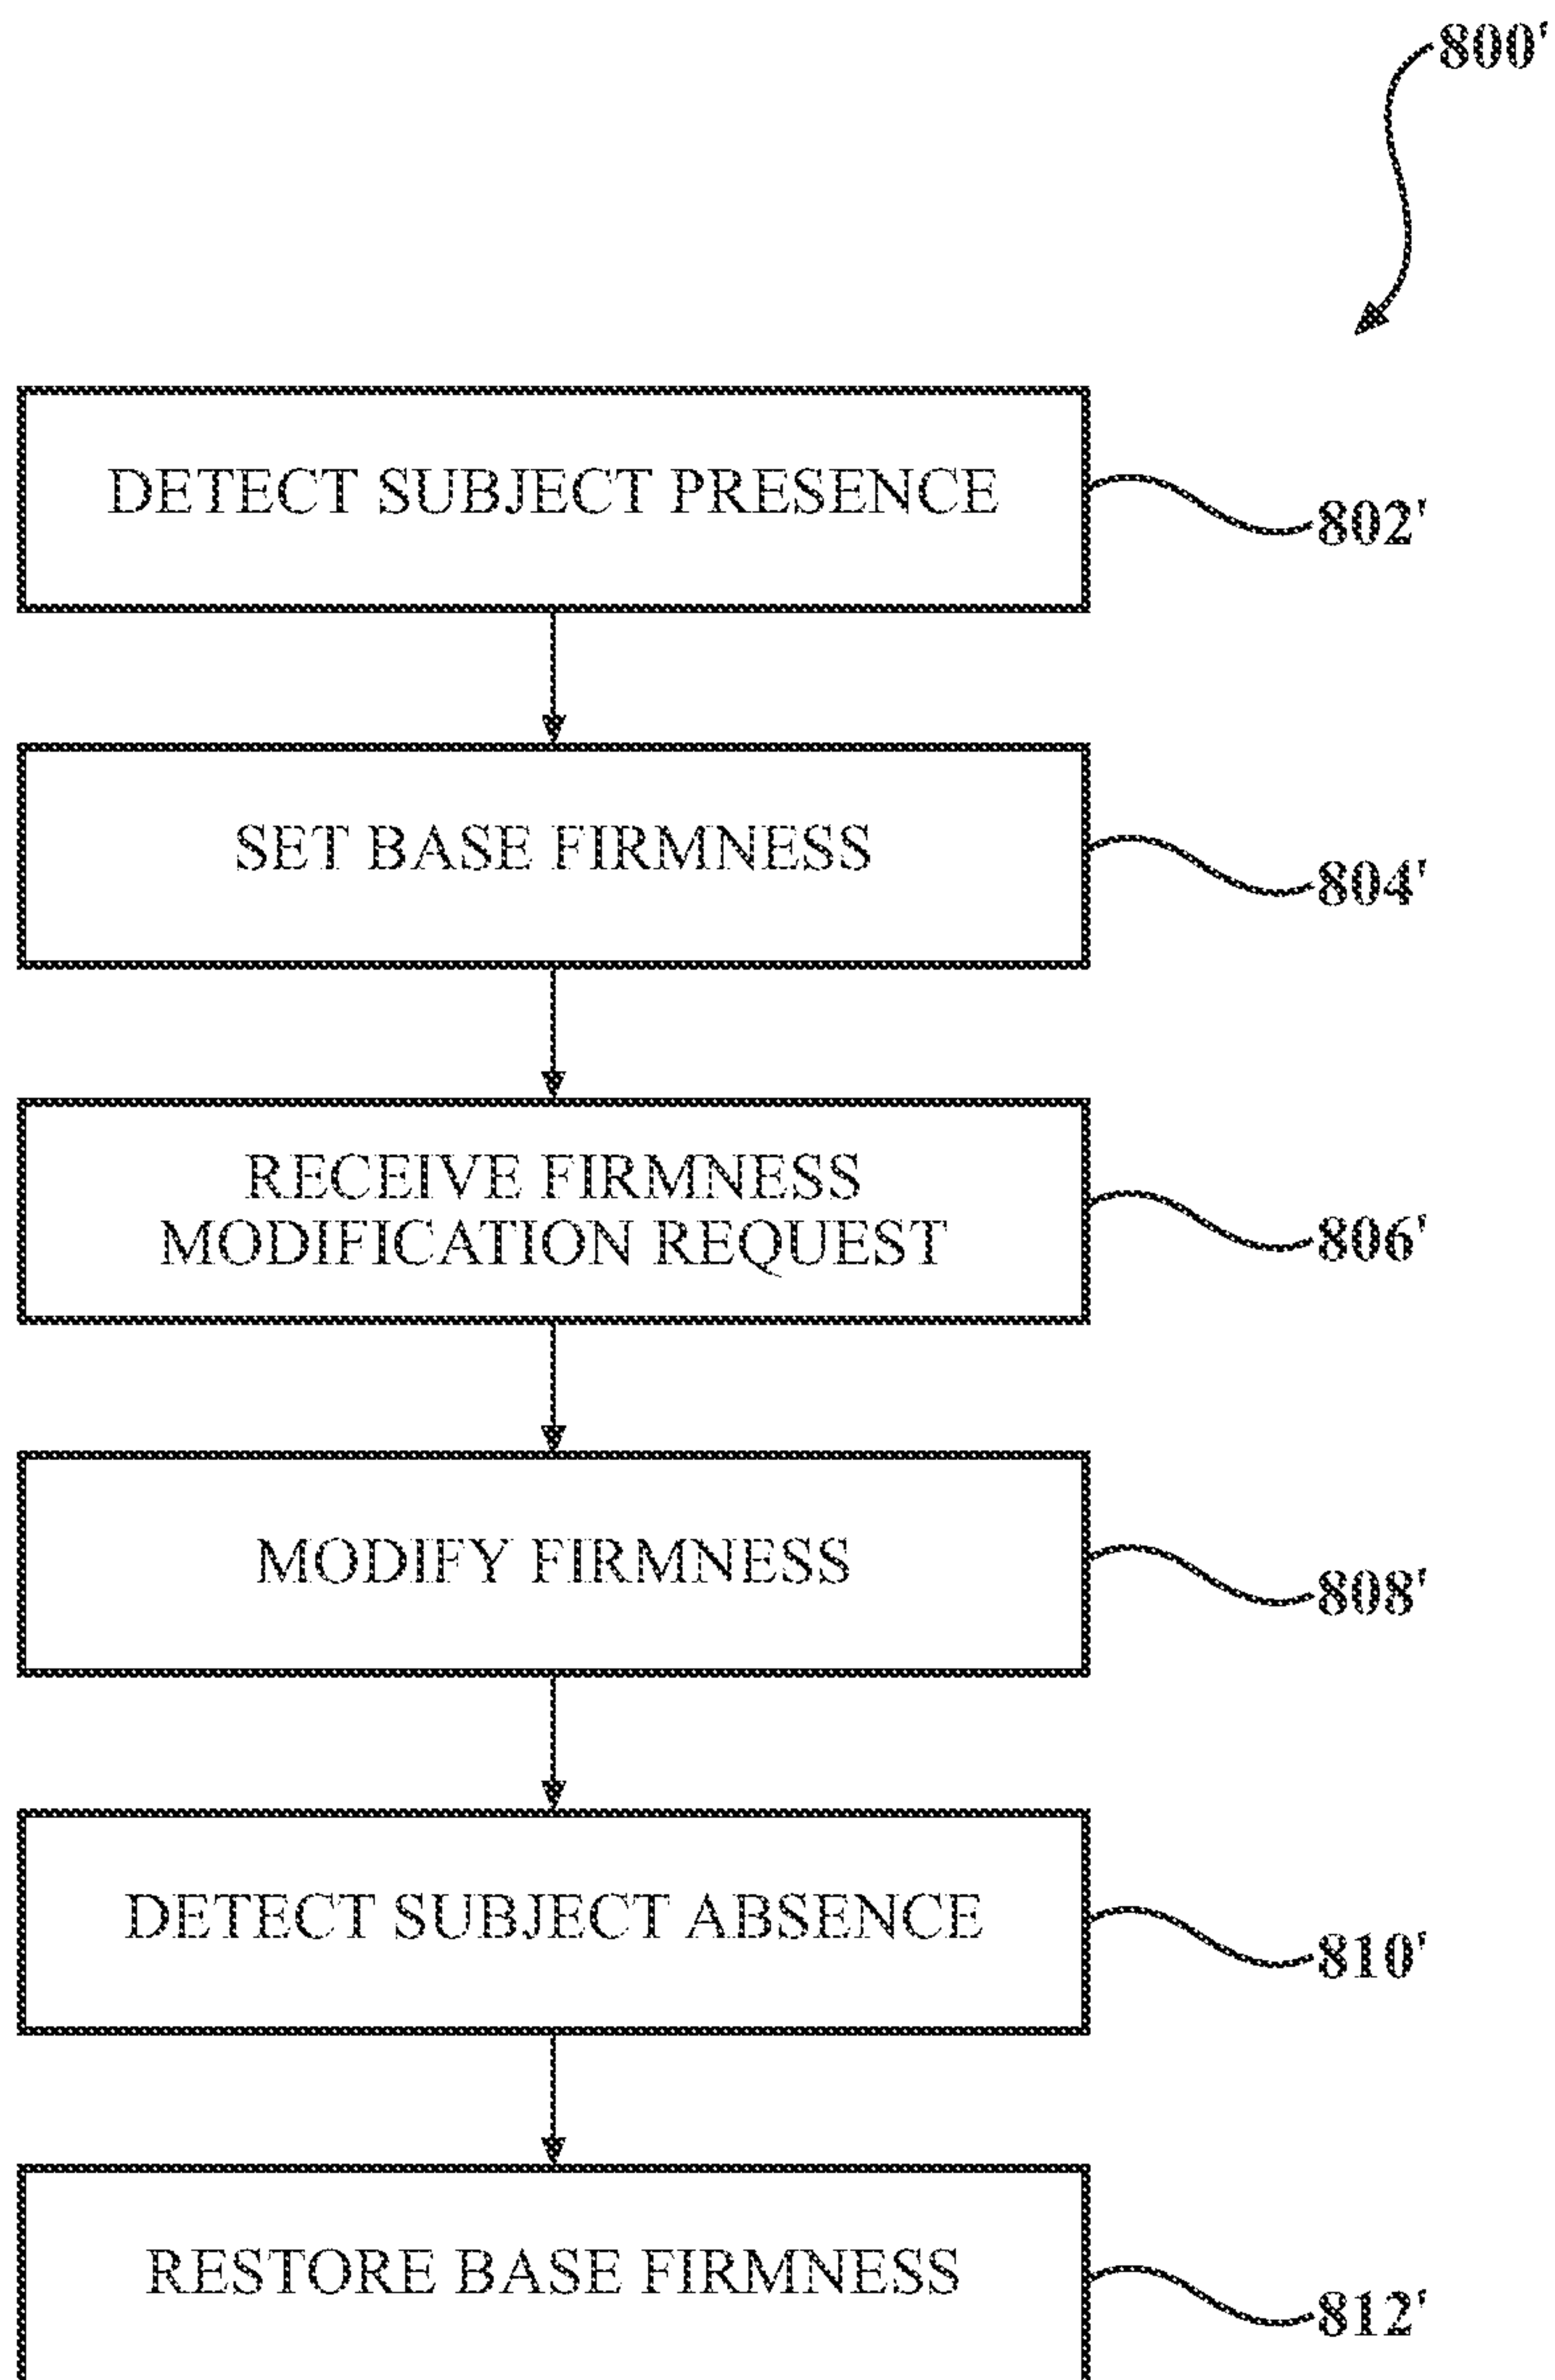 800'
DETECT SUBJECT PRESENCE
802'
SET BASE FIRMNESS
804'
RECEIVE FIRMNESS
MODIFICATION REQUEST
806'
MODIFY FIRMNESS
808'
DETECT SUBJECT ABSENCE
810'
RESTORE BASE FIRMNESS
812'